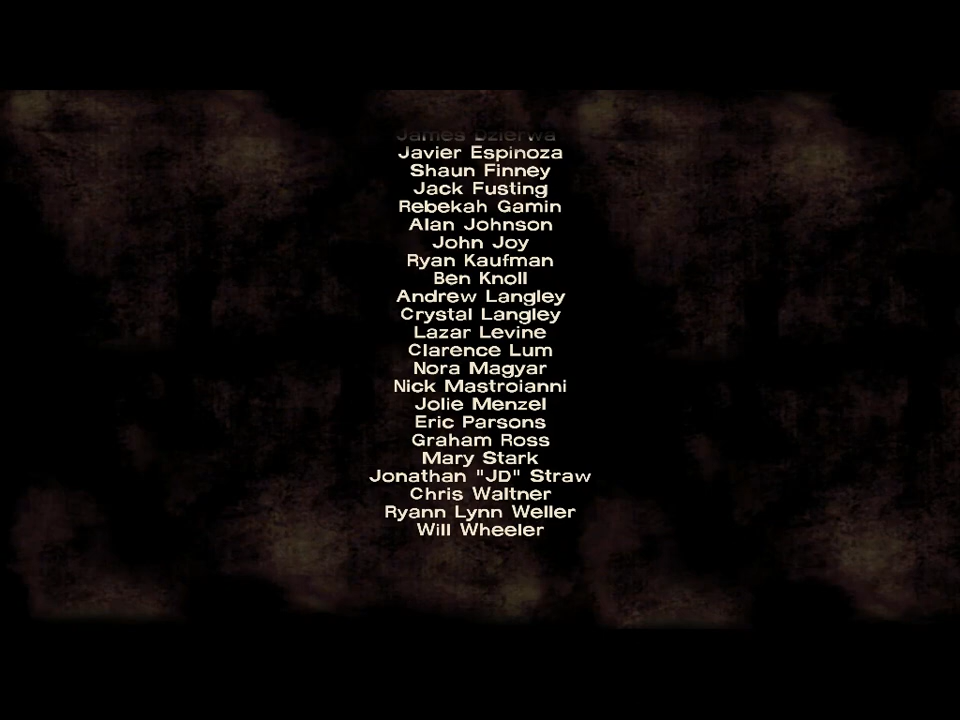 James Dzierwa
Javier Espinoza
Shaun Finney
Jack Fusting
Rebekah Gamin
Alan Johnson
John Joy
Ryan Kaufman
Ben Knoll
Andrew Langley
Crystal Langley
Lazar Levine
Clarence Lum
Nora Magyar
Nick Mastroianni
Jolie Menzel
Eric Parsons
Graham Ross
Mary Stark
Jonathan "JD" Straw
Chris Waltner
Ryann Lynn Weller
Will Wheeler